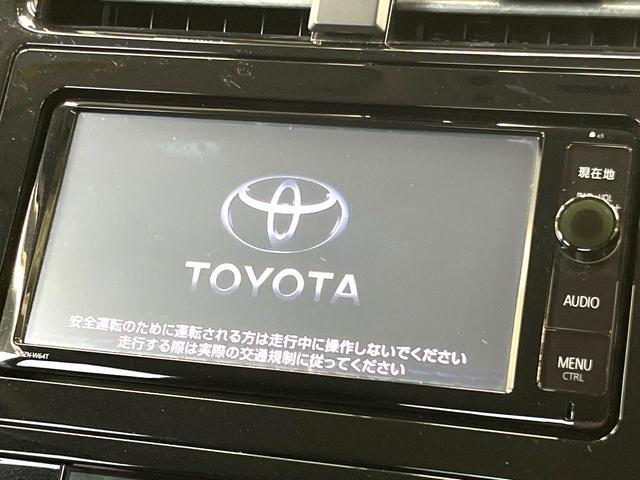 現在地
PWR・VOL
TOYOTA
AUDIO
安全運転のために運転される方は走行中に操作しないでください
走行する際は実際の交通規制に従ってください
MENU
CTRL